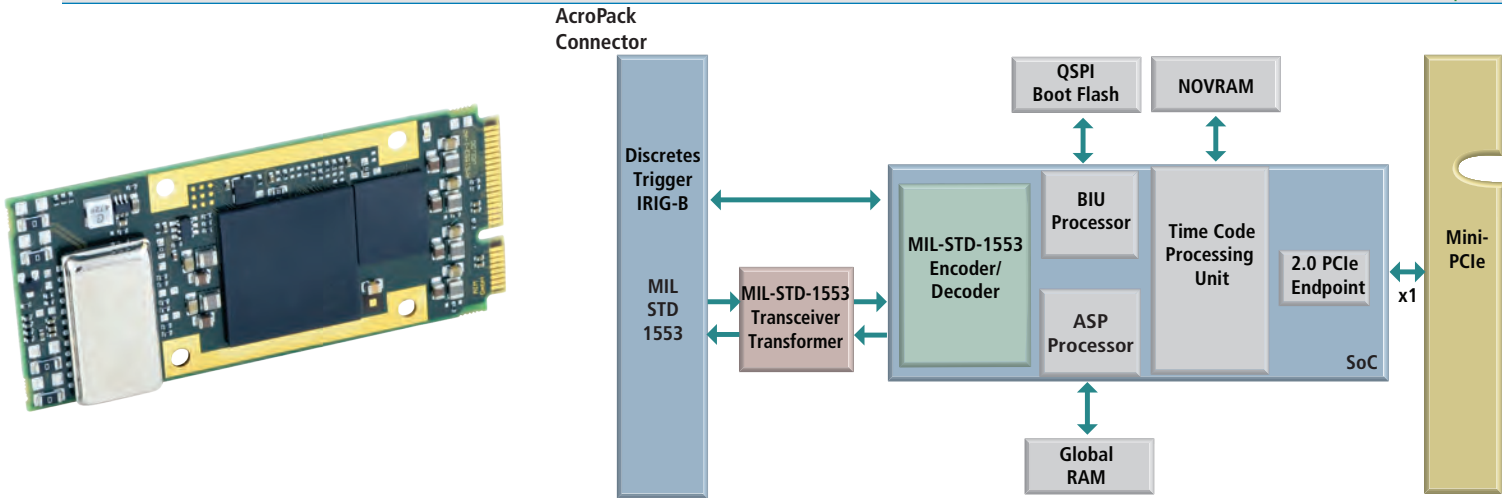 AcroPack
Connector
QSPI
Boot Flash
NOVRAM
Discretes
Trigger
IRIG-B
MIL
STD
1553
MIL-STD-1553
Transceiver
Transformer
MIL-STD-1553
Encoder/
Decoder
BIU
Processor
ASP
Processor
Time Code
Processing
Unit
2.0 PCIe
Endpoint
SoC
x1
Mini-
PCIe
Global
RAM